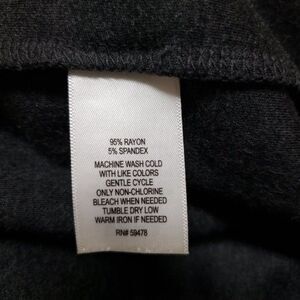 95% RAYON
5% SPANDEX
MACHINE WASH COLD
WITH LIKE COLORS
GENTLE CYCLE
ONLY NON-CHLORINE
BLEACH WHEN NEEDED
TUMBLE DRY LOW
WARM IRON IF NEEDED
RN# 59478